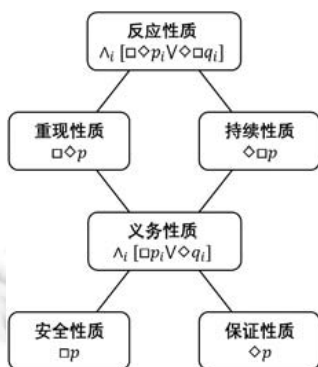 反应性质
∧ᵢ [□◇pᵢ∨◇□qᵢ]
重现性质
□◇p
持续性质
◇□p
义务性质
∧ᵢ [□pᵢ∨◇qᵢ]
安全性质
□p
保证性质
◇p